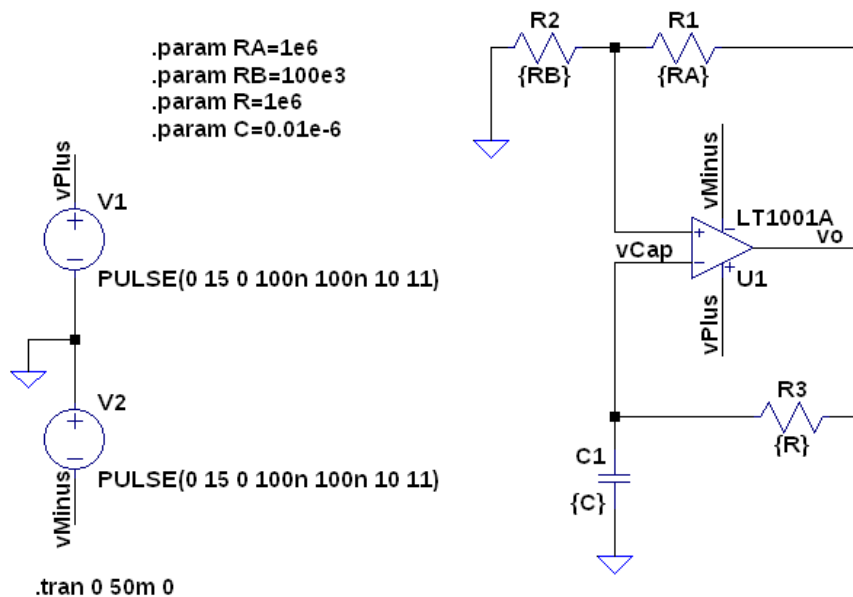 .param RA=1e6
.param RB=100e3
.param R=1e6
.param C=0.01e-6
vPlus
V1
PULSE(0 15 0 100n 100n 10 11)
V2
PULSE(0 15 0 100n 100n 10 11)
vMinus
.tran 0 50m 0
R2
{RB}
R1
{RA}
vMinus
LT1001A
vo
vCap
U1
vPlus
R3
{R}
C1
{C}